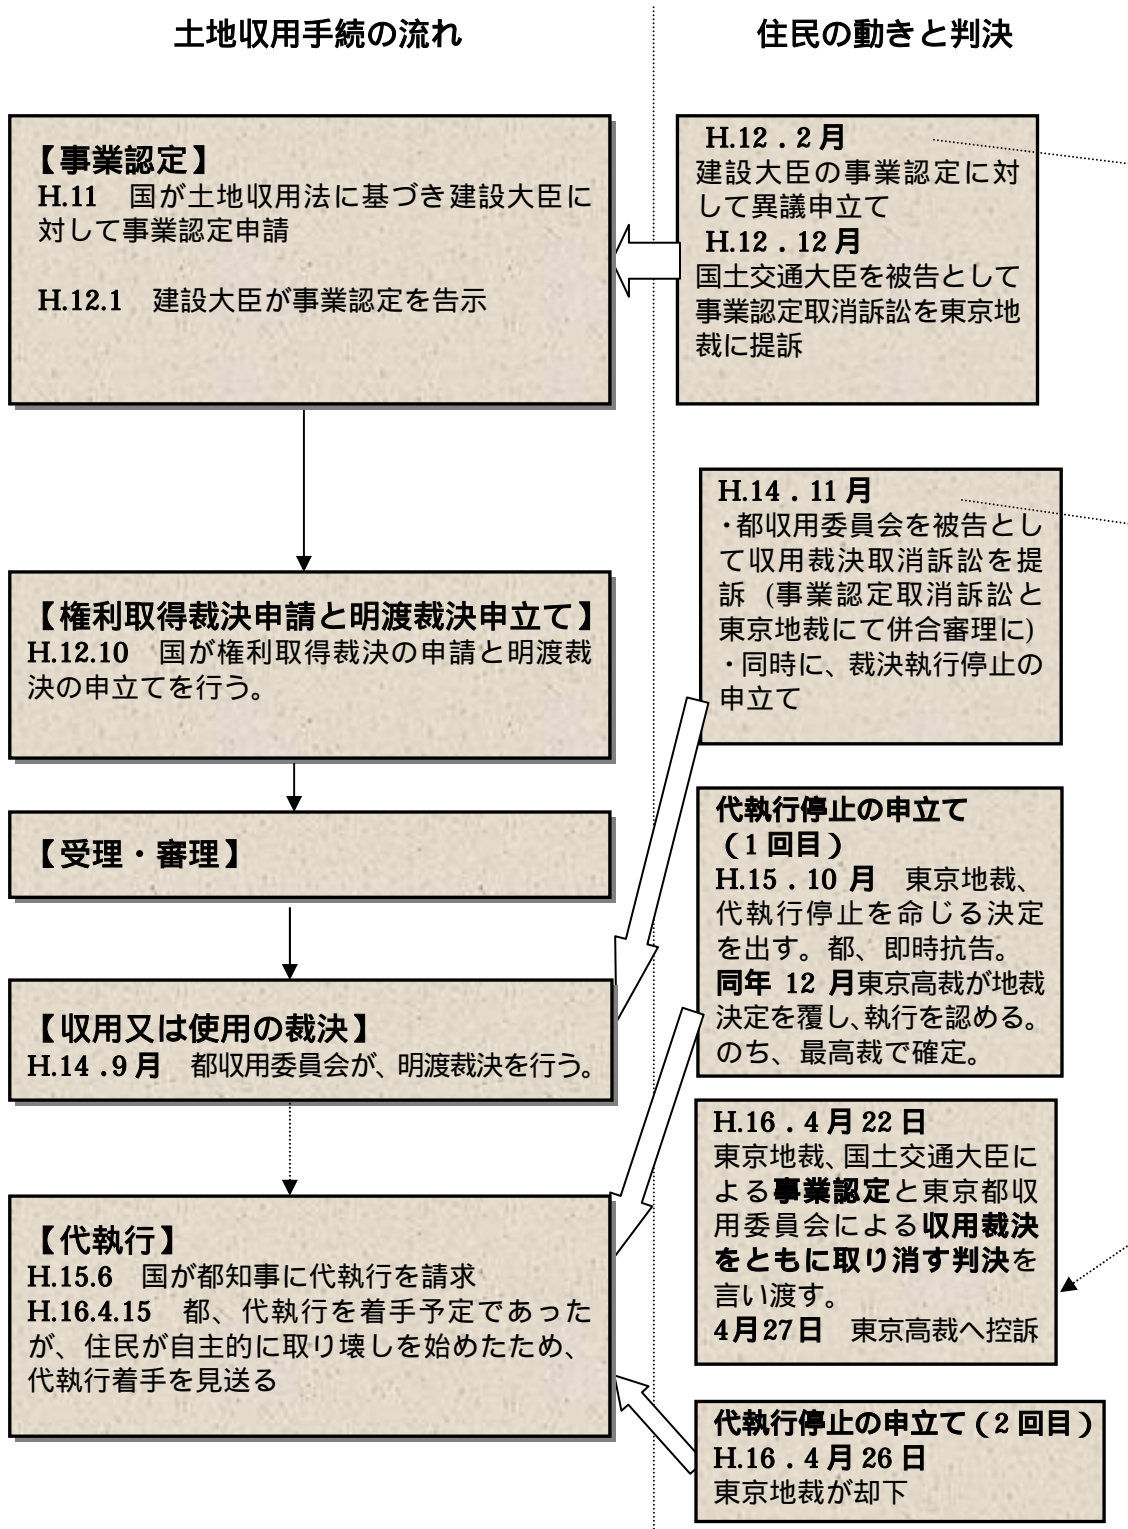 土地収用手続の流れ
【事業認定】
H.11　国が土地収用法に基づき建設大臣に
対して事業認定申請
H.12.1　建設大臣が事業認定を告示
【権利取得裁決申請と明渡裁決申立て】
H.12.10　国が権利取得裁決の申請と明渡裁
決の申立てを行う。
【受理・審理】
【収用又は使用の裁決】
H.14．9月　都収用委員会が、明渡裁決を行う。
【代執行】
H.15.6　国が都知事に代執行を請求
H.16.4.15　都、代執行を着手予定であった
が、住民が自主的に取り壊しを始めたため、
代執行着手を見送る
住民の動きと判決
H.12．2月
建設大臣の事業認定に対
して異議申立て
H.12．12月
国土交通大臣を被告として
事業認定取消訴訟を東京地
裁に提訴
H.14．11月
・都収用委員会を被告とし
て収用裁決取消訴訟を提
訴（事業認定取消訴訟と
東京地裁にて併合審理に)
・同時に、裁決執行停止の
申立て
代執行停止の申立て
（1回目）
H.15．10月　東京地裁、
代執行停止を命じる決定
を出す。都、即時抗告。
同年 12 月東京高裁が地裁
決定を覆し、執行を認める。
のち、最高裁で確定。
H.16．4月22日
東京地裁、国土交通大臣に
よる事業認定と東京都収
用委員会による収用裁決
をともに取り消す判決を
言い渡す。
4月27日　東京高裁へ控訴
代執行停止の申立て（2回目）
H.16．4月26日
東京地裁が却下